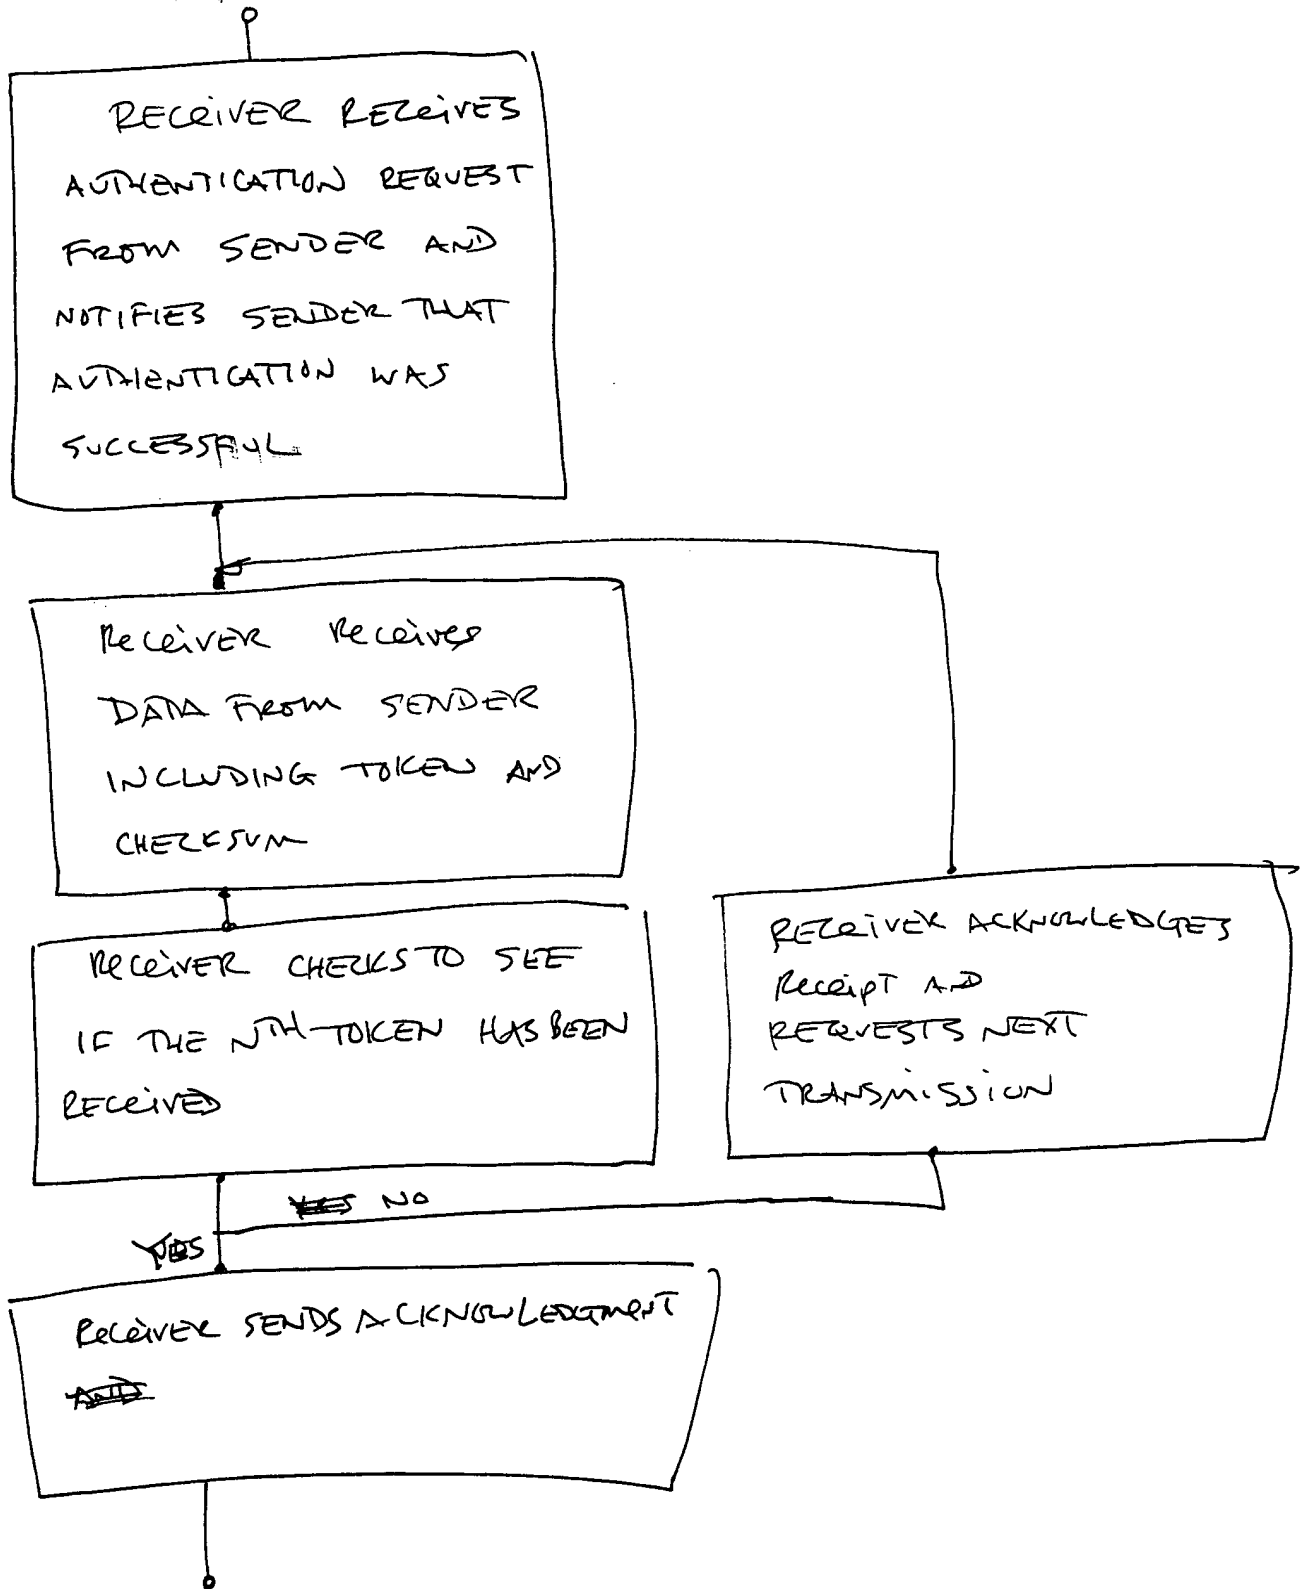 RECEIVER RECEIVES
AUTHENTICATION REQUEST
FROM SENDER AND
NOTIFIES SENDER THAT
AUTHENTICATION WAS
SUCCESSFUL
RECEIVER RECEIVES
DATA FROM SENDER
INCLUDING TOKEN AND
CHECKSUM
RECEIVER CHECKS TO SEE
IF THE NTH TOKEN HAS BEEN
RECEIVED
RECEIVER ACKNOWLEDGES
RECEIPT AND
REQUESTS NEXT
TRANSMISSION
YES NO
YES
RECEIVER SENDS ACKNOWLEDGMENT
AND